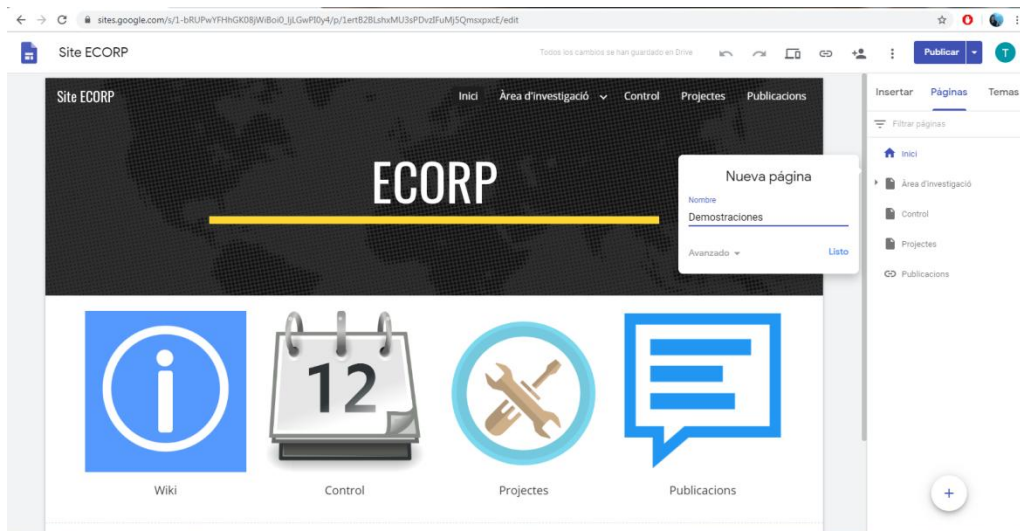 sites.google.com/s/1-bRUPwYFHhGK08jWiBoi0_ljLGwPI0y4/p/1ertB2BLshxMU3sPDvzIFuMj5QmsxpxcE/edit
Site ECORP
Todos los cambios se han guardado en Drive
Publicar
T
Site ECORP
Inici Àrea d'investigació Control Projectes Publicacions
Insertar Páginas Temas
Filtrar páginas
ECORP
Nueva página
Nombre
Demostraciones
Avanzado
Listo
Inici
Àrea d'investigació
Control
Projectes
Publicacions
12
Wiki
Control
Projectes
Publicacions